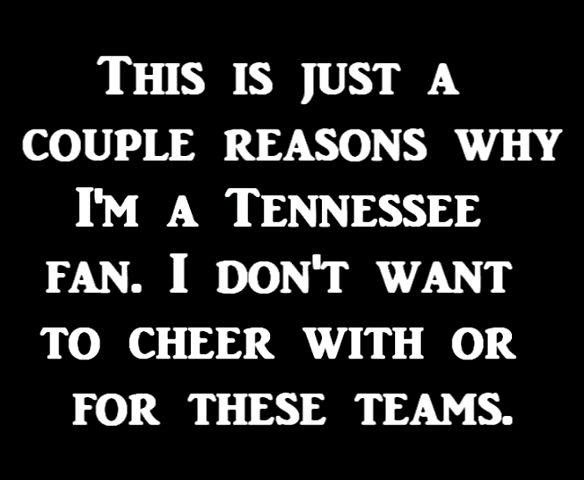 This is just a
couple reasons why
I'm a Tennessee
fan. I don't want
to cheer with or
for these teams.